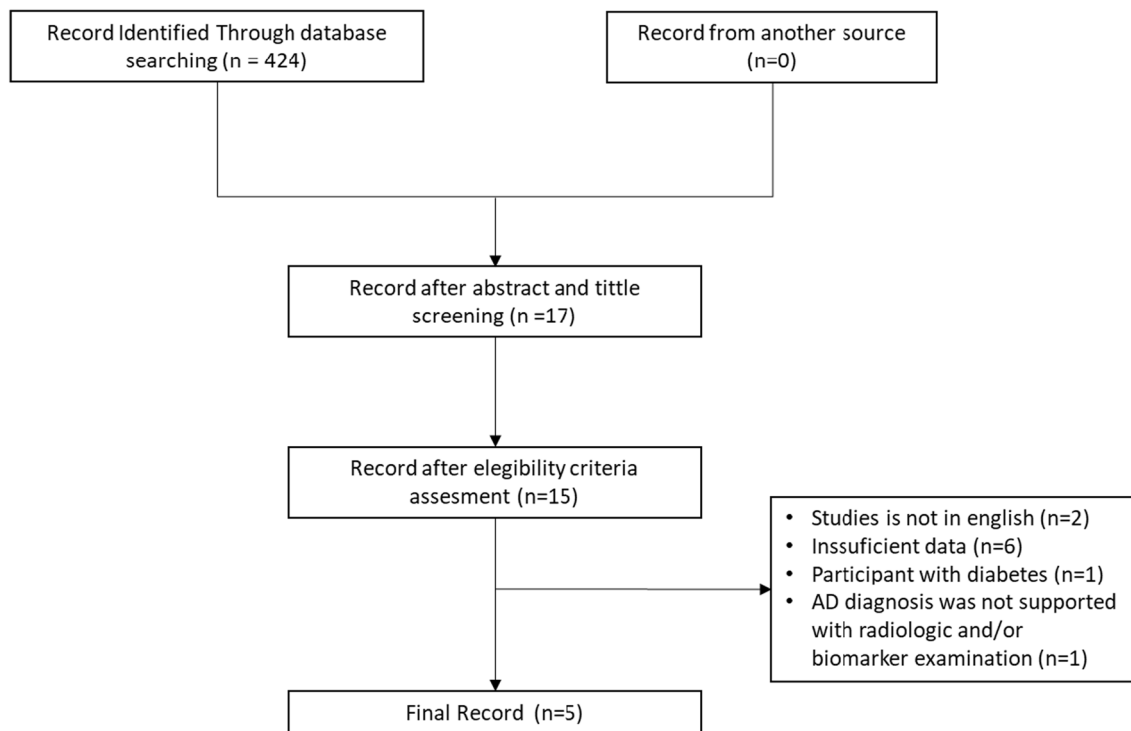 Record Identified Through database
searching (n = 424)
Record from another source
(n=0)
Record after abstract and tittle
screening (n =17)
Record after elegibility criteria
assesment (n=15)
• Studies is not in english (n=2)
• Inssuficient data (n=6)
• Participant with diabetes (n=1)
• AD diagnosis was not supported
with radiologic and/or
biomarker examination (n=1)
Final Record (n=5)